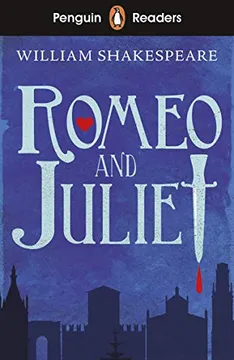 Penguin Readers
WILLIAM SHAKESPEARE
ROMEO
AND
JULIET